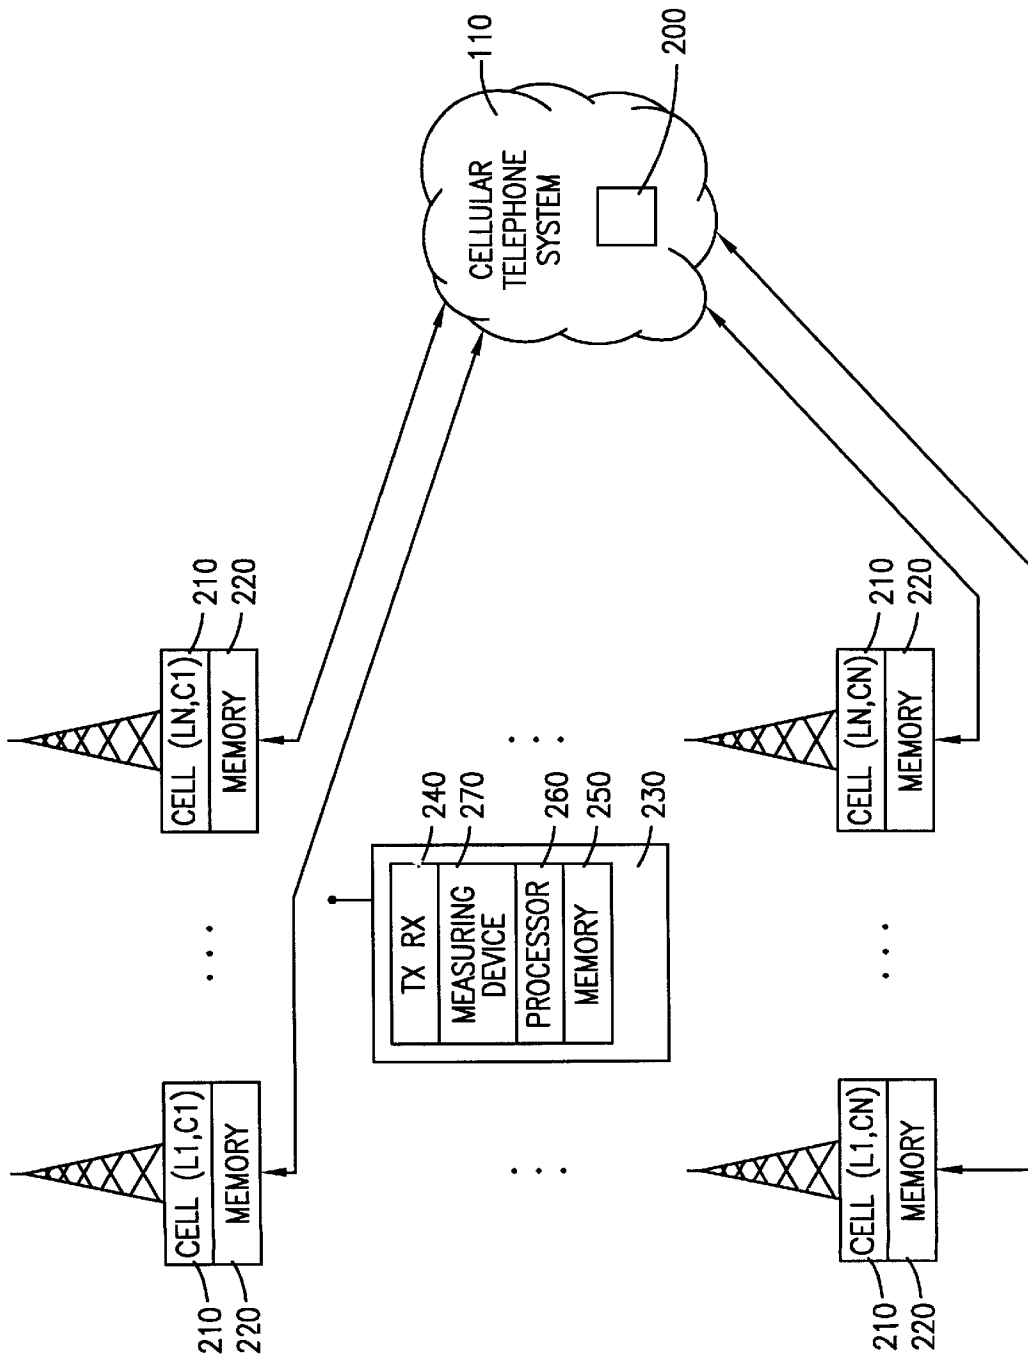 CELL (L1,C1)
MEMORY
210
220
CELL (LN,C1)
MEMORY
210
220
TX RX
MEASURING
DEVICE
PROCESSOR
MEMORY
240
270
260
250
230
CELL (L1,CN)
MEMORY
210
220
CELL (LN,CN)
MEMORY
210
220
CELLULAR
TELEPHONE
SYSTEM
110
200